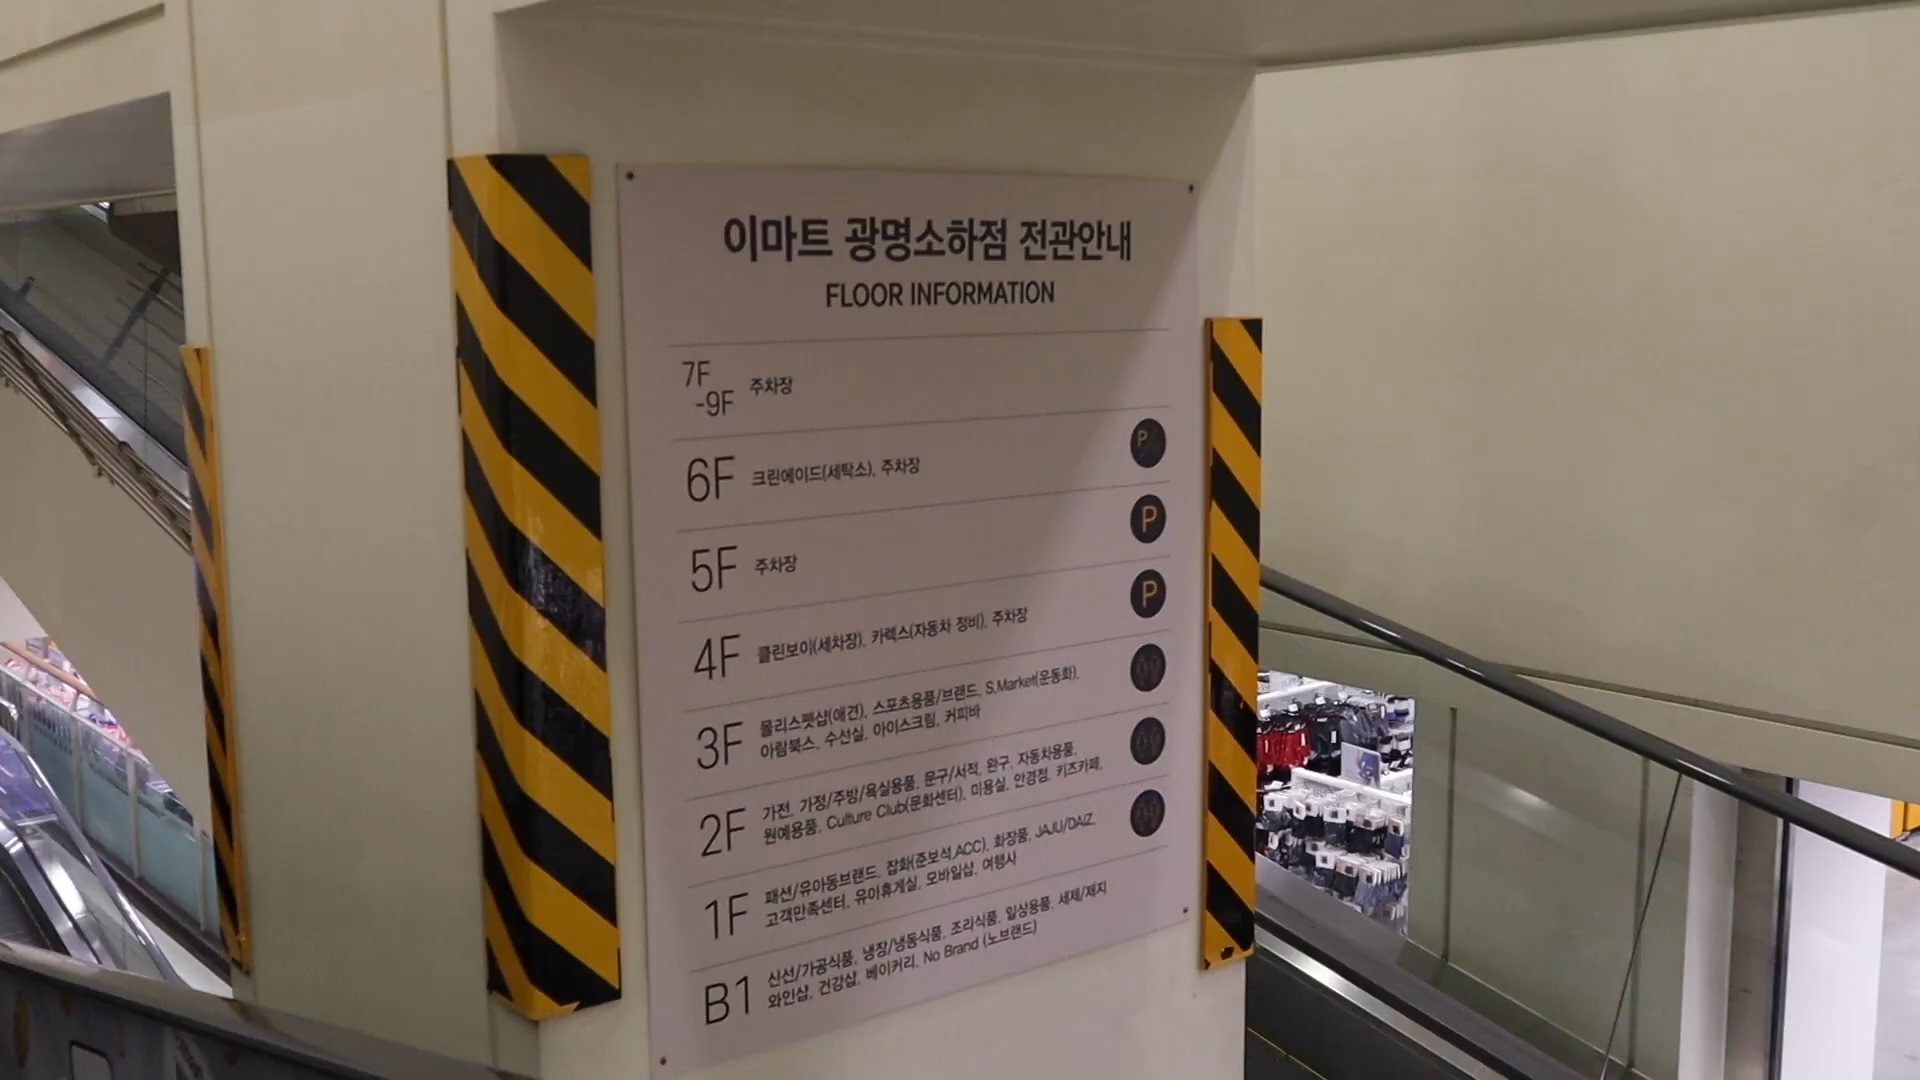 이마트 광명소하점 전관안내
FLOOR INFORMATION
7F
-9F 주차장
6F 크린에이드(세탁소), 주차장
P
5F 주차장
P
4F 클린보이(세차장), 카렉스(자동차 정비), 주차장
P
3F 몰리스펫샵(애견), 스포츠용품/브랜드, S.Market(운동화),
아람북스, 수선실, 아이스크림, 커피바
2F 가전, 가정/주방/욕실용품, 문구/서적, 완구, 자동차용품,
원예용품, Culture Club(문화센터), 미용실, 안경점, 키즈카페,
1F 패션/유아동브랜드, 잡화(준보석,ACC), 화장품, JAJU/DAIZ,
고객만족센터, 유아휴게실, 모바일샵, 여행사
B1 신선/가공식품, 냉장/냉동식품, 조리식품, 일상용품, 세제/제지
와인샵, 건강샵, 베이커리, No Brand (노브랜드)